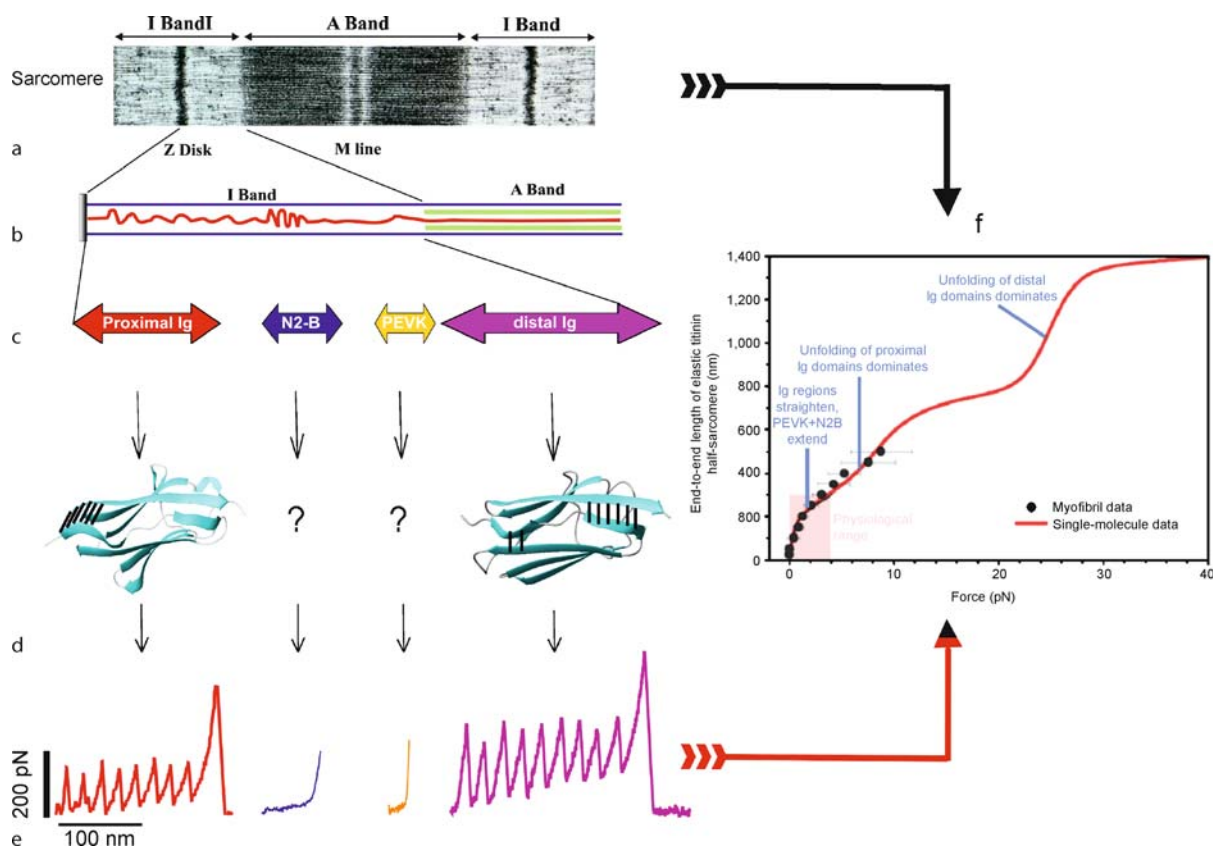 I BandI
A Band
I Band
Sarcomere
a
Z Disk
M line
I Band
A Band
b
Proximal Ig
N2-B
PEVK
distal Ig
c
?
?
d
200 pN
100 nm
e
f
End-to-end length of elastic titinin
half-sarcomere (nm)
1,400
1,200
1,000
800
600
400
800
0
0
10
20
30
40
Force (pN)
Unfolding of distal
Ig domains dominates
Unfolding of proximal
Ig domains dominates
Ig regions
straighten,
PEVK+N2B
extend
Physiological
range
Myofibril data
Single-molecule data